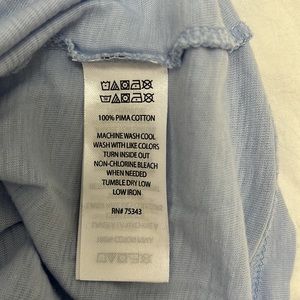 100% PIMA COTTON
MACHINE WASH COOL
WASH WITH LIKE COLORS
TURN INSIDE OUT
NON-CHLORINE BLEACH
WHEN NEEDED
TUMBLE DRY LOW
LOW IRON
RN# 75343